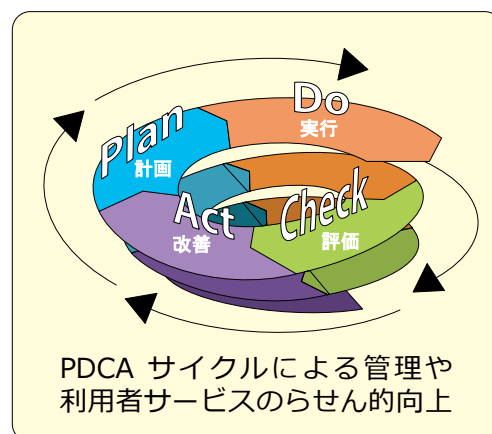 Plan
計画
Do
実行
Check
評価
Act
改善
PDCA サイクルによる管理や
利用者サービスのらせん的向上